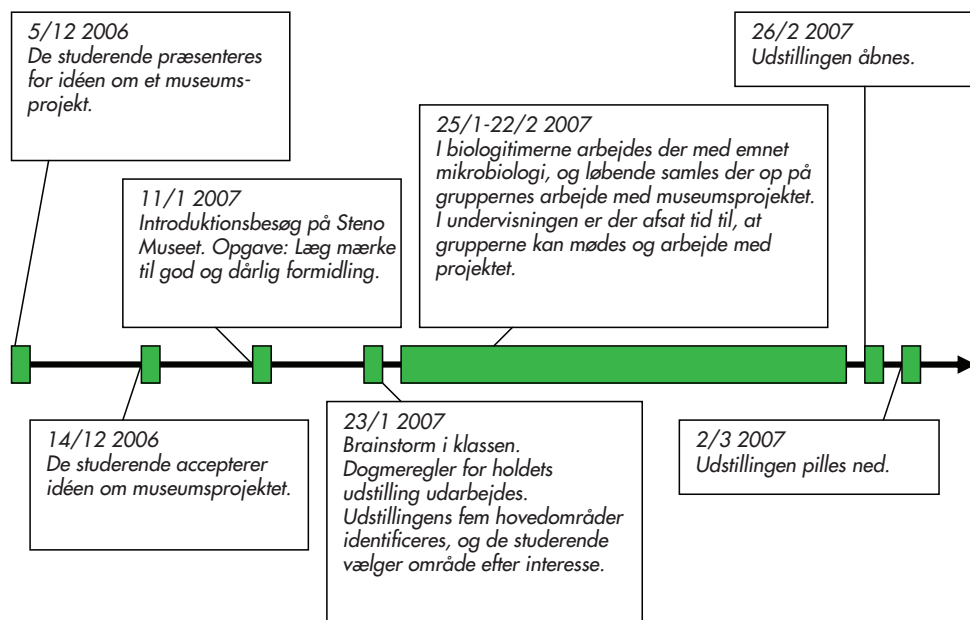 5/12 2006
De studerende præsenteres
for idéen om et museums-
projekt.
14/12 2006
De studerende accepterer
idéen om museumsprojektet.
11/1 2007
Introduktionsbesøg på Steno
Museet. Opgave: Læg mærke
til god og dårlig formidling.
23/1 2007
Brainstorm i klassen.
Dogmeregler for holdets
udstilling udarbejdes.
Udstillingens fem hovedområder
identificeres, og de studerende
vælger område efter interesse.
25/1-22/2 2007
I biologitimerne arbejdes der med emnet
mikrobiologi, og løbende samles der op på
gruppernes arbejde med museumsprojektet.
I undervisningen er der afsat tid til, at
grupperne kan mødes og arbejde med
projektet.
26/2 2007
Udstillingen åbnes.
2/3 2007
Udstillingen pilles ned.